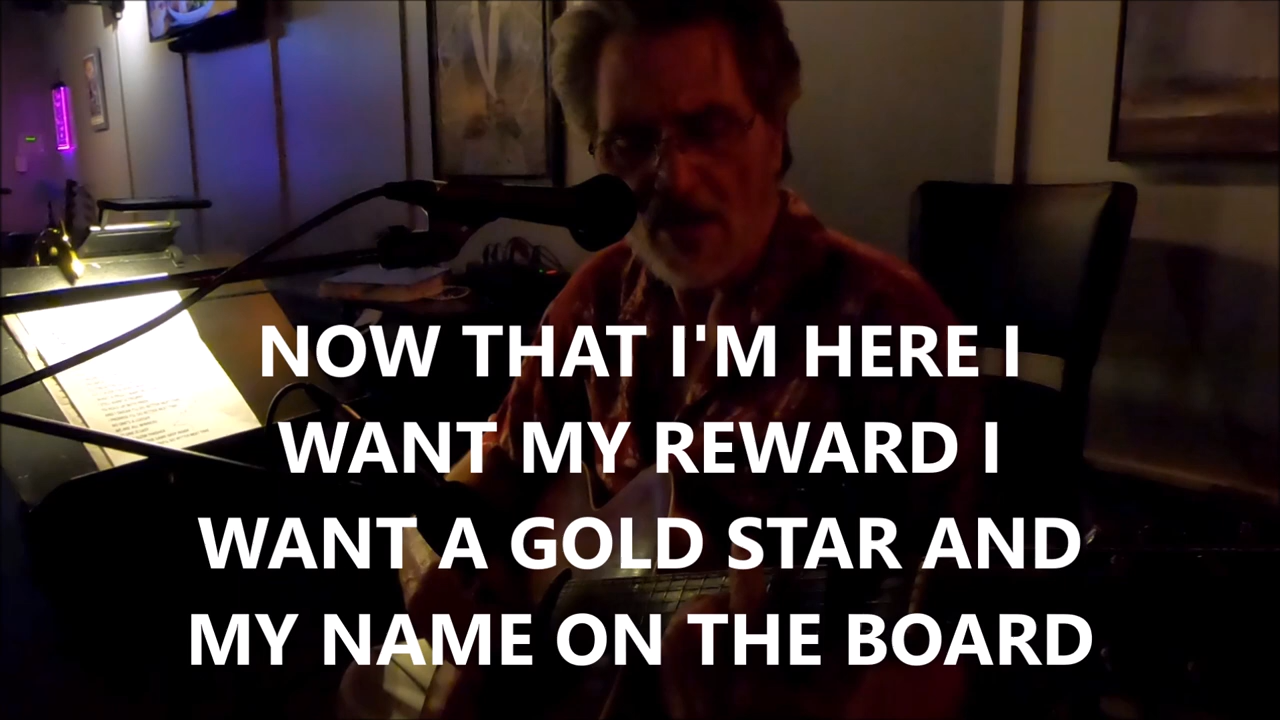 NOW THAT I'M HERE I
WANT MY REWARD I
WANT A GOLD STAR AND
MY NAME ON THE BOARD